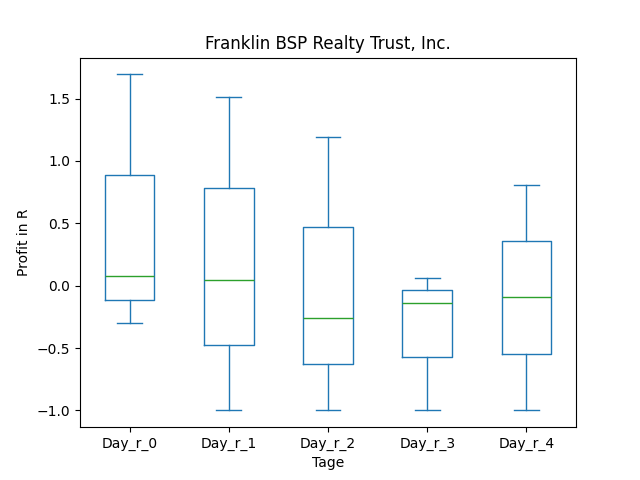 Franklin BSP Realty Trust, Inc.
Profit in R
1.5
1.0
0.5
0.0
−0.5
−1.0
Day_r_0 Day_r_1 Day_r_2 Day_r_3 Day_r_4
Tage